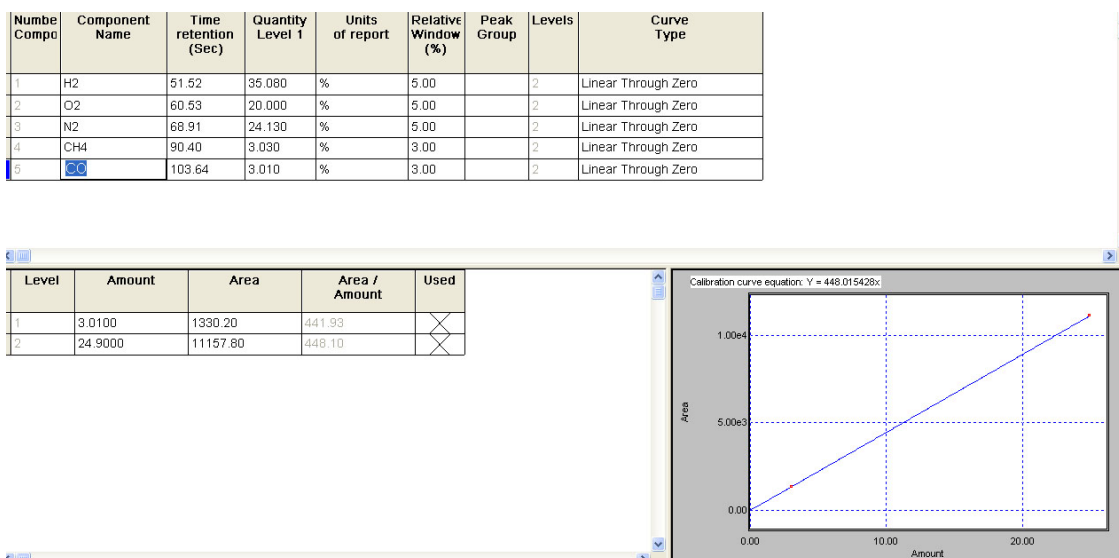 Numbe Component Time Quantity Units Relative Peak Levels Curve
Compo Name retention Level 1 of report Window Group Type
(Sec) (%)
1 H2 51.52 35.080 % 5.00 2 Linear Through Zero
2 O2 60.53 20.000 % 5.00 2 Linear Through Zero
3 N2 68.91 24.130 % 5.00 2 Linear Through Zero
4 CH4 90.40 3.030 % 3.00 2 Linear Through Zero
5 CO 103.64 3.010 % 3.00 2 Linear Through Zero
Level Amount Area Area / Used
Amount
1 3.0100 1330.20 441.93
2 24.9000 11157.80 448.10
Calibration curve equation: Y = 448.015428x
1.00e4
Area
5.00e3
0.00
0.00 10.00 20.00
Amount